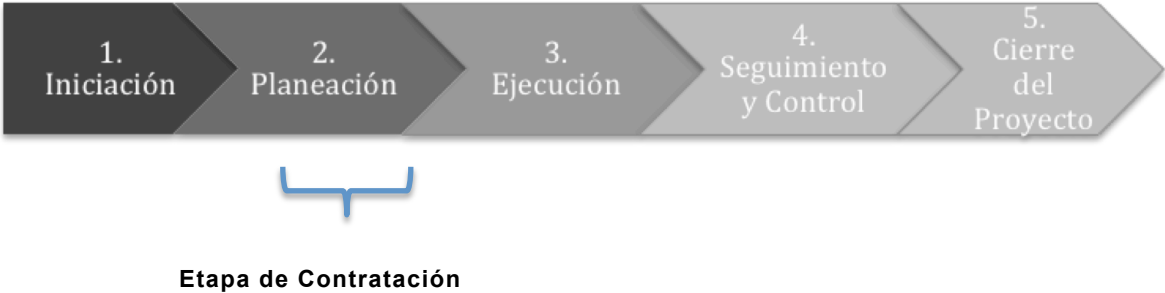 1.
Iniciación
2.
Planeación
3.
Ejecución
4.
Seguimiento
y Control
5.
Cierre
del
Proyecto
Etapa de Contratación